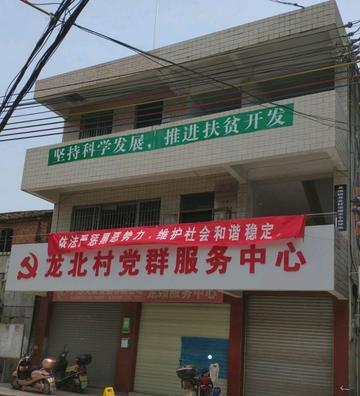 坚持科学发展，推进扶贫开发
依法严惩黑恶势力，维护社会和谐稳定
龙北村党群服务中心